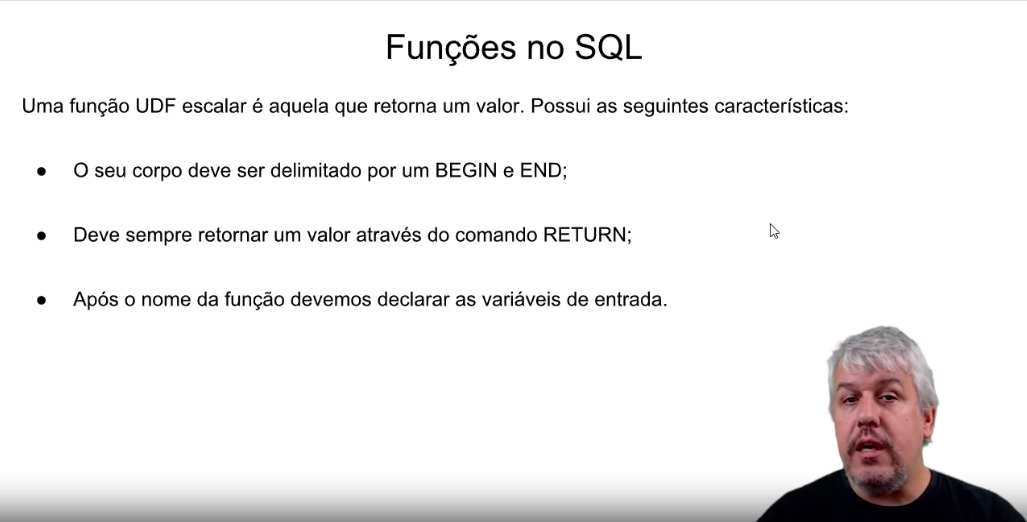 Funções no SQL
Uma função UDF escalar é aquela que retorna um valor. Possui as seguintes característifcas:
● O seu corpo deve ser delimitado por um BEGIN e END;
● Deve sempre retornar um valor através do comando RETURN;
● Após o nome da função devemos declarar as variáveis de entrada.